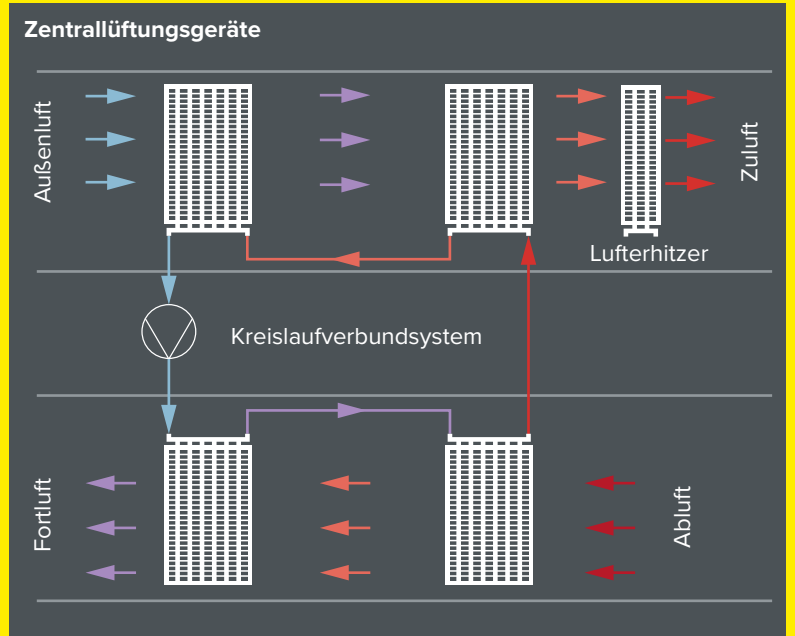 Zentrallüftungsgeräte
Außenluft
Zuluft
Lufterhitzer
Kreislaufverbundsystem
Fortluft
Abluft